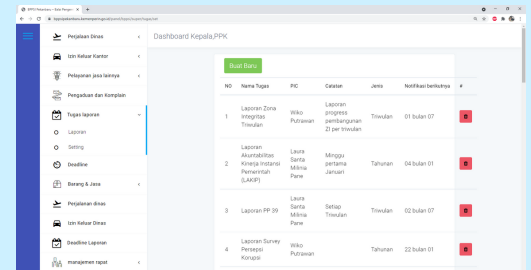 Perjalaan Dinas
Dashboard Kepala,PPK
Izin Keluar Kantor
Pelayanan jasa lainnya
Pengaduan dan Komplain
Tugas laporan
Laporan
Setting
Deadline
Barang & Jasa
Perjalanan dinas
Izin Keluar Dinas
Deadline Laporan
manajemen rapat
Buat Baru
NO Nama Tugas PIC Catatan Jenis Notifikasi berikutnya #
1 Laporan Zona Integritas Triwulan Wiko Putrawan Laporan progress pembangunan ZI per triwulan Triwulan 01 bulan 07
2 Laporan Akuntabilitas Kinerja Instansi Pemerintah (LAKIP) Laura Santa Milinia Pane Minggu pertama Januari Tahunan 04 bulan 01
3 Laporan PP 39 Laura Santa Milinia Pane Setiap Triwulan Triwulan 02 bulan 07
4 Laporan Survey Persepsi Korupsi Wiko Putrawan Tahunan 22 bulan 01